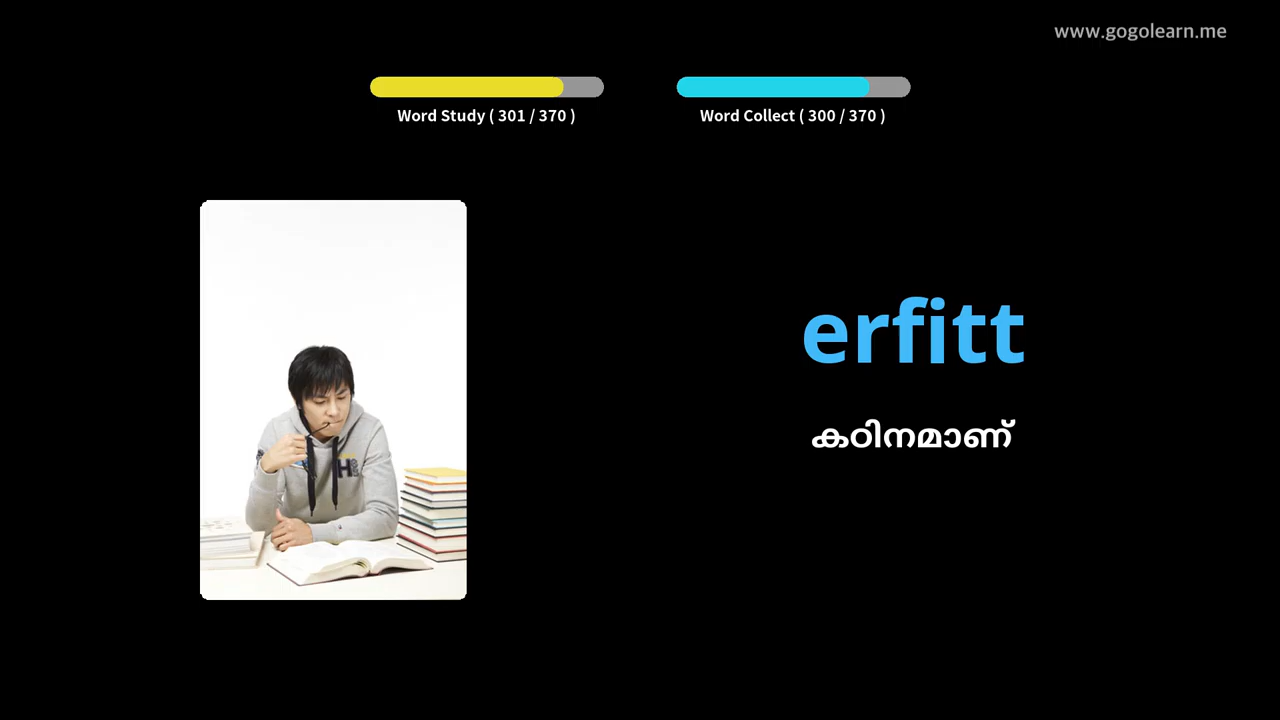 www.gogolearn.me
Word Study ( 301 / 370 )
Word Collect ( 300 / 370 )
erfitt
കഠിനമാണ്
H